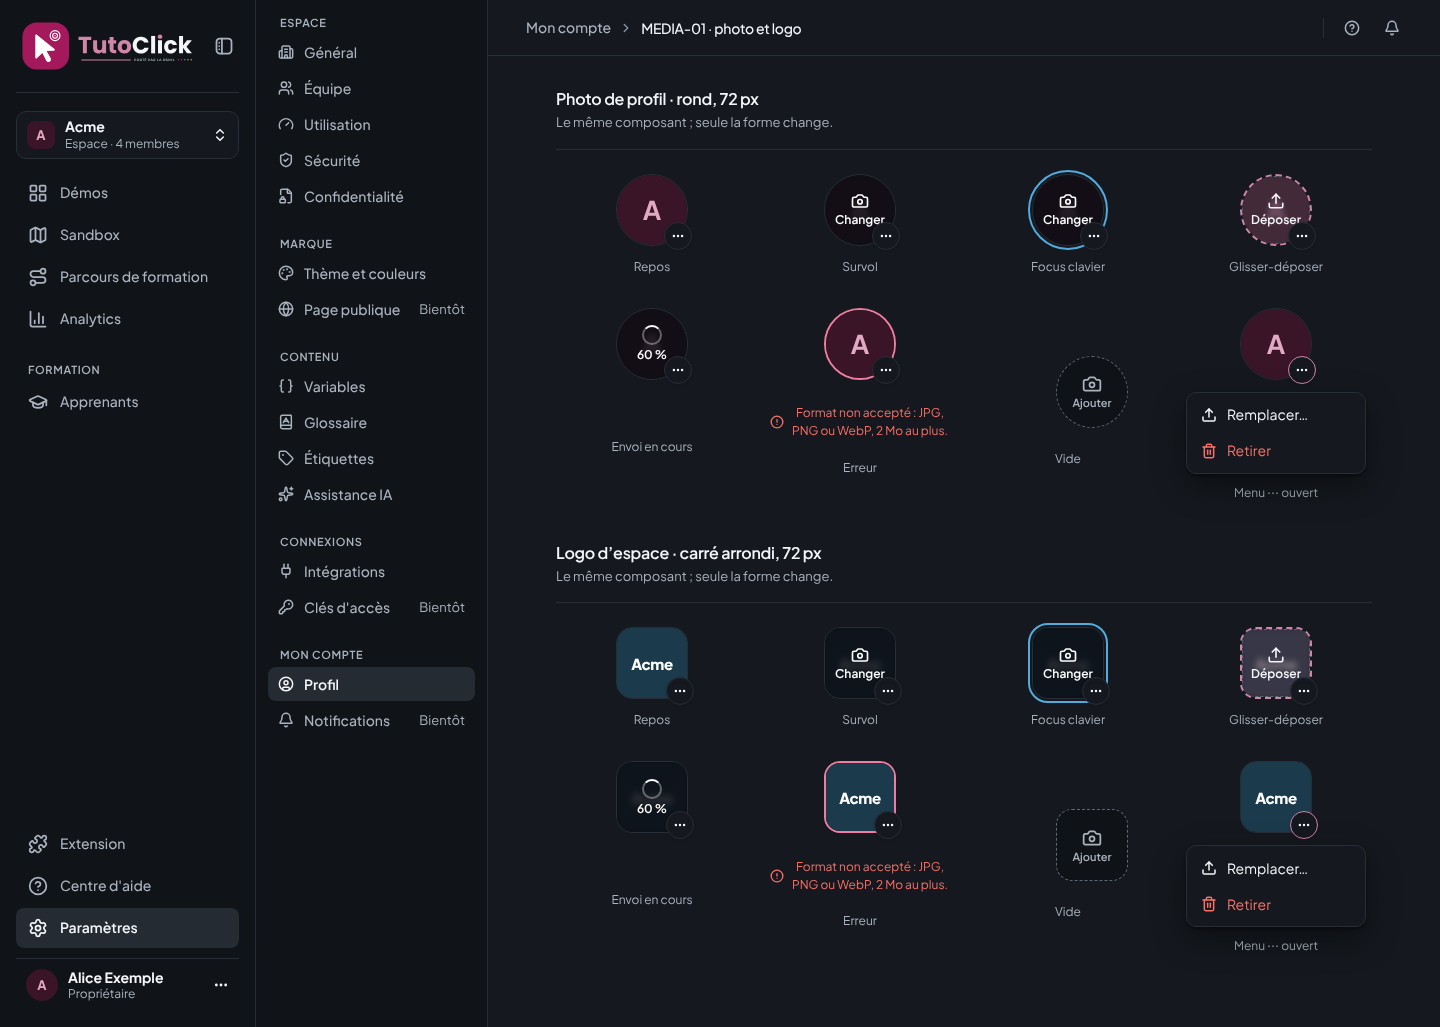 TutoClick
A
Acme
Espace · 4 membres
Démos
Sandbox
Parcours de formation
Analytics
FORMATION
Apprenants
Extension
Centre d'aide
Paramètres
A
Alice Exemple
Propriétaire
ESPACE
Général
Équipe
Utilisation
Sécurité
Confidentialité
MARQUE
Thème et couleurs
Page publique Bientôt
CONTENU
Variables
Glossaire
Étiquettes
Assistance IA
CONNEXIONS
Intégrations
Clés d'accès Bientôt
MON COMPTE
Profil
Notifications Bientôt
Mon compte > MEDIA-01 · photo et logo
Photo de profil · rond, 72 px
Le même composant ; seule la forme change.
A
Changer
Changer
Déposer
Repos
Survol
Focus clavier
Glisser-déposer
60 %
Envoi en cours
A
Format non accepté : JPG,
PNG ou WebP, 2 Mo au plus.
Erreur
Ajouter
Vide
A
Remplacer…
Retirer
Menu ··· ouvert
Logo d’espace · carré arrondi, 72 px
Le même composant ; seule la forme change.
Acme
Changer
Changer
Déposer
Repos
Survol
Focus clavier
Glisser-déposer
60 %
Envoi en cours
Acme
Format non accepté : JPG,
PNG ou WebP, 2 Mo au plus.
Erreur
Ajouter
Vide
Acme
Remplacer…
Retirer
Menu ··· ouvert